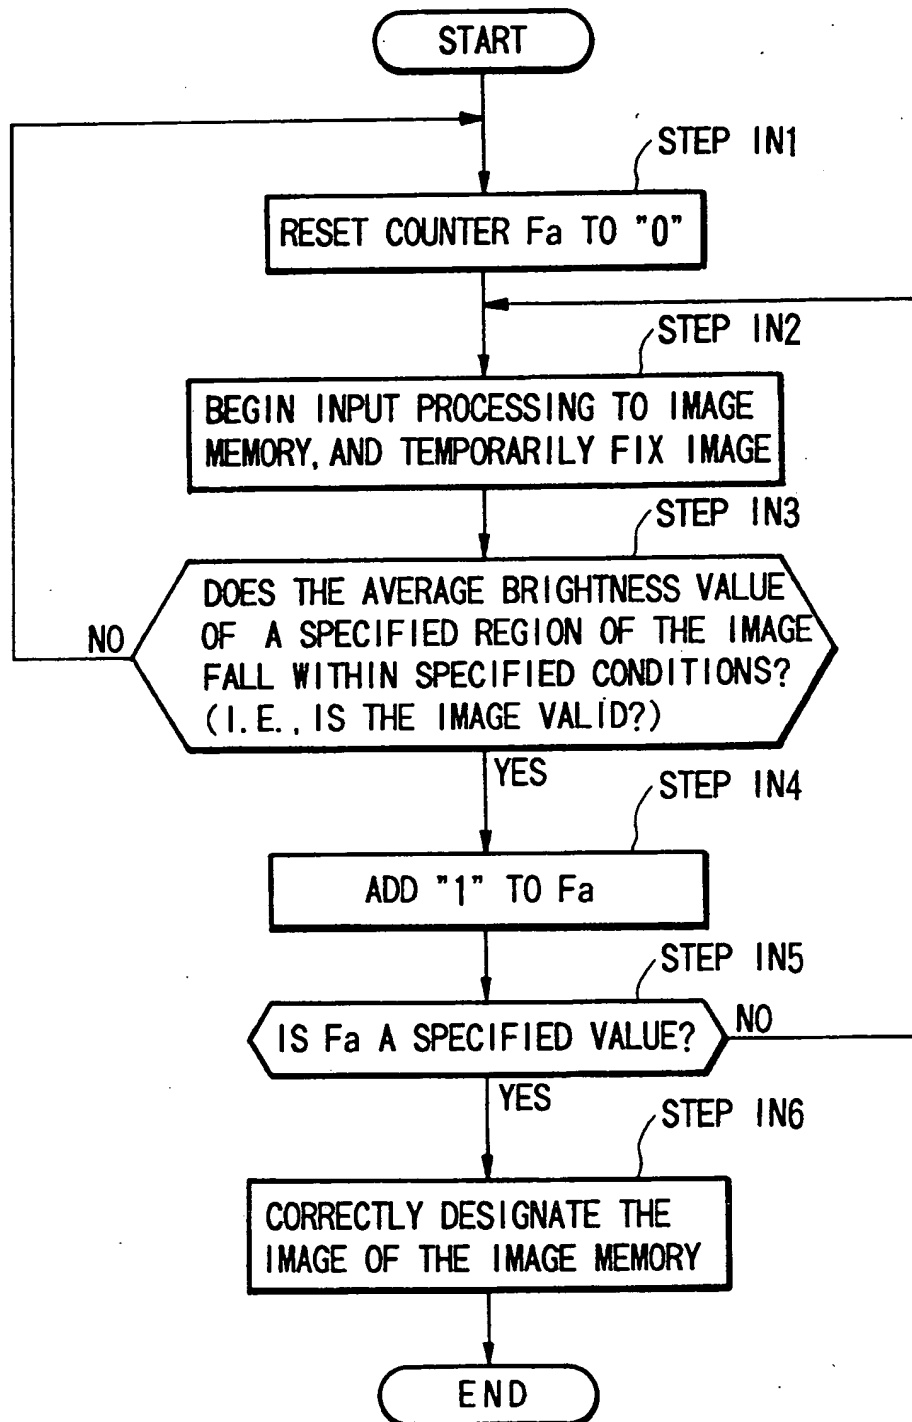 START
STEP IN1
RESET COUNTER Fa TO "0"
STEP IN2
BEGIN INPUT PROCESSING TO IMAGE
MEMORY, AND TEMPORARILY FIX IMAGE
STEP IN3
DOES THE AVERAGE BRIGHTNESS VALUE
OF A SPECIFIED REGION OF THE IMAGE
FALL WITHIN SPECIFIED CONDITIONS?
(I.E., IS THE IMAGE VALID?)
NO
YES
STEP IN4
ADD "1" TO Fa
STEP IN5
IS Fa A SPECIFIED VALUE?
NO
YES
STEP IN6
CORRECTLY DESIGNATE THE
IMAGE OF THE IMAGE MEMORY
END